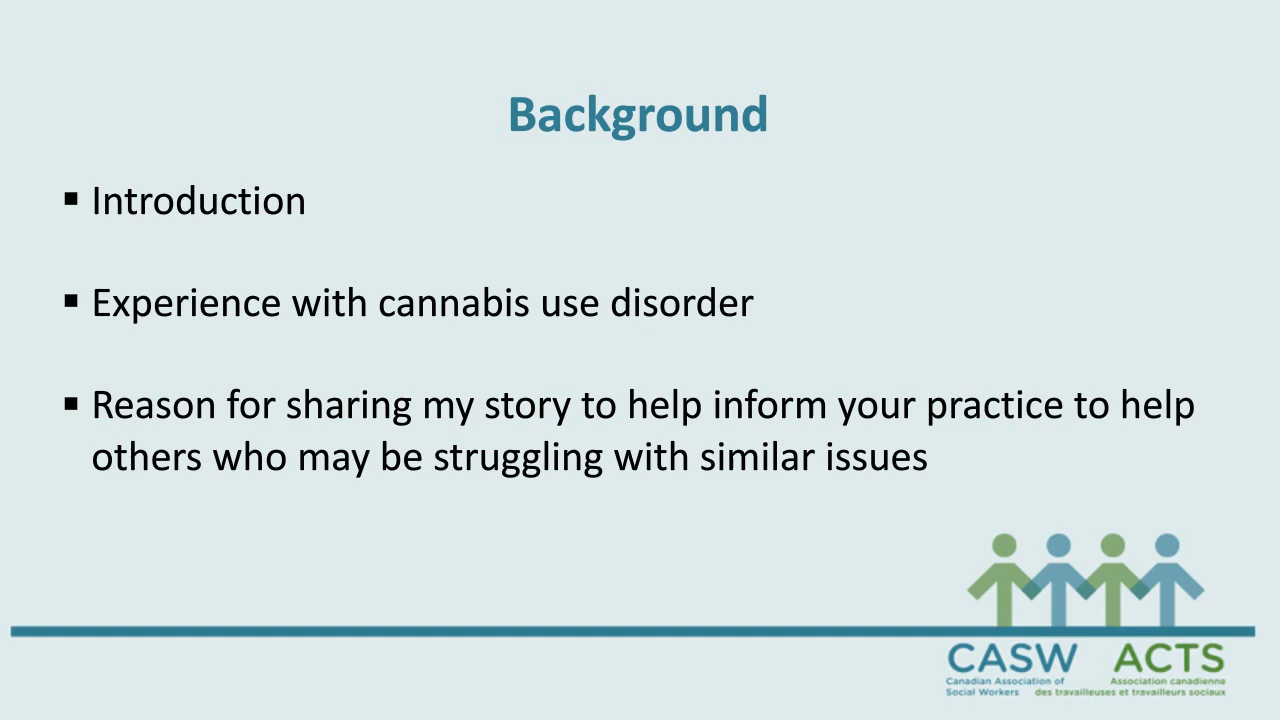 Background
▪ Introduction
▪ Experience with cannabis use disorder
▪ Reason for sharing my story to help inform your practice to help
others who may be struggling with similar issues
CASW ACTS
Canadian Association of Association canadienne
Social Workers des travailleuses et travailleurs sociaux